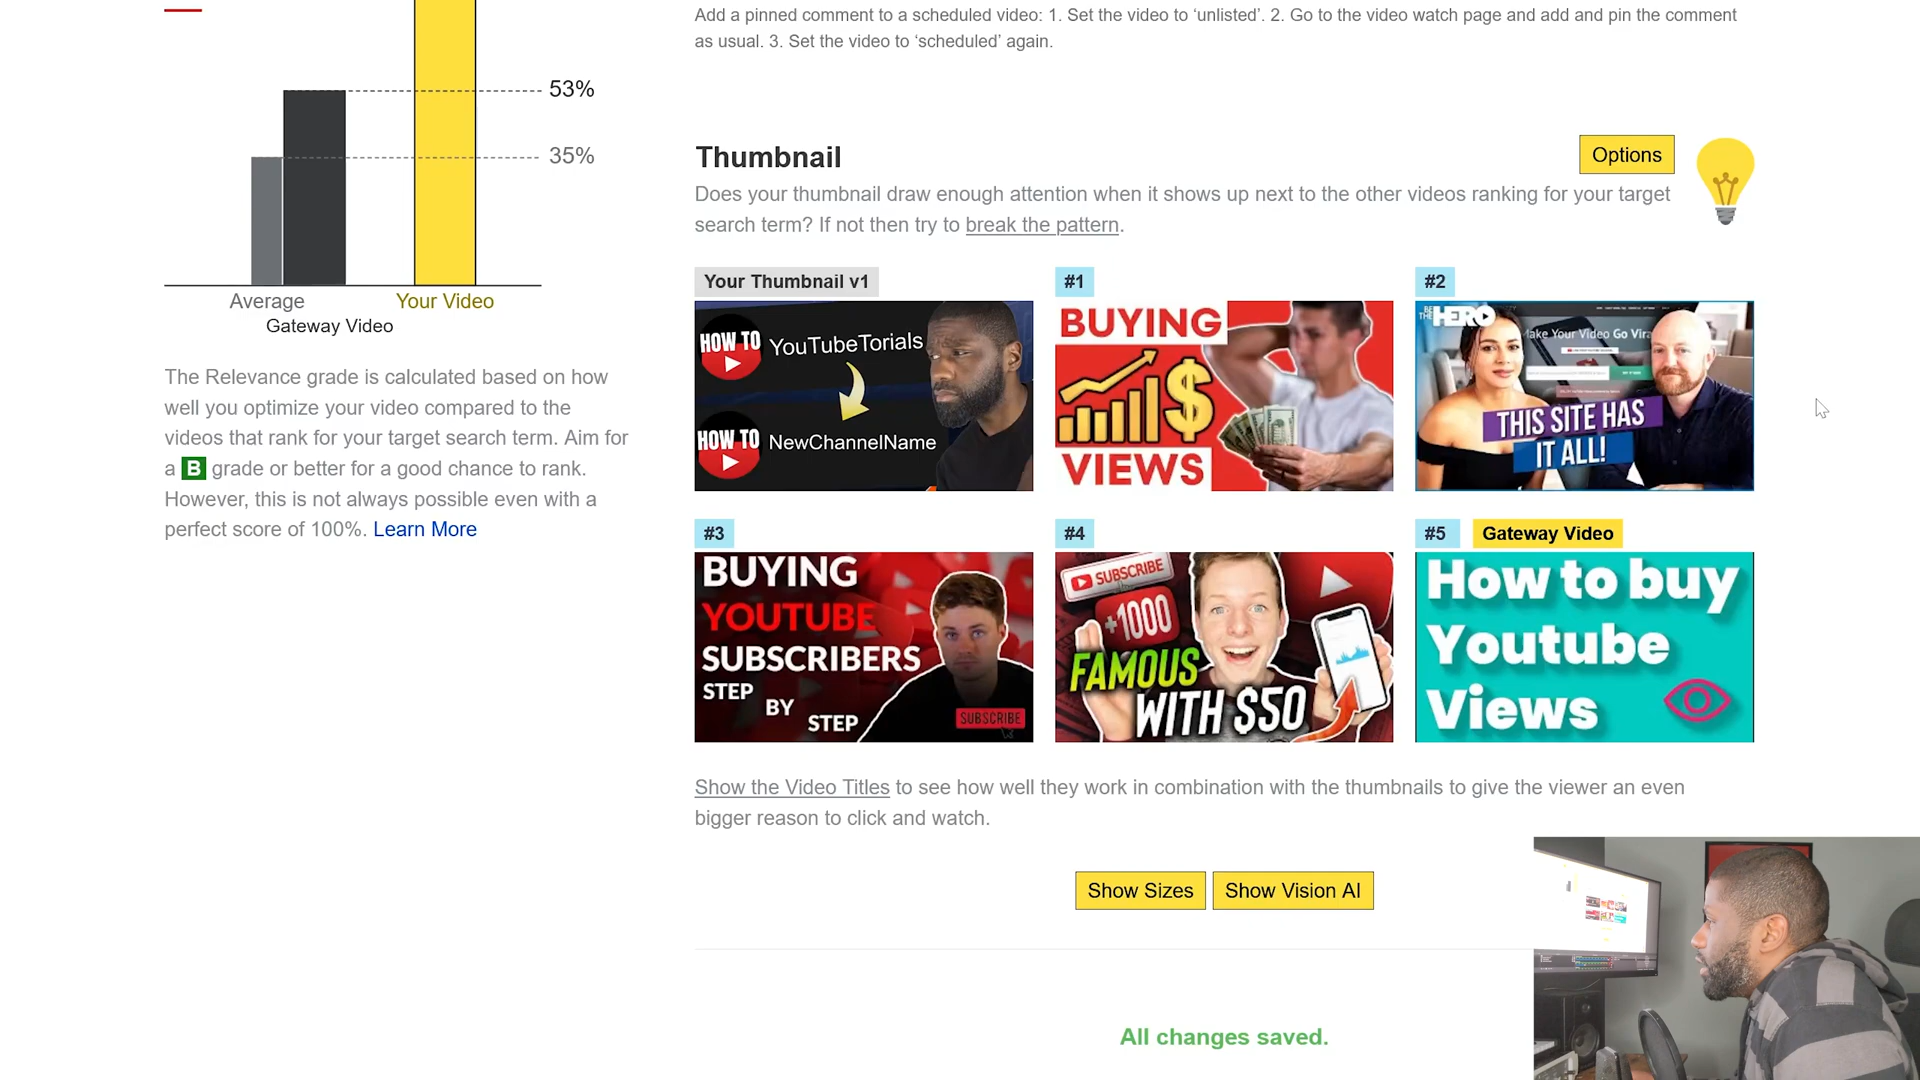 Add a pinned comment to a scheduled video: 1. Set the video to ‘unlisted’. 2. Go to the video watch page and add and pin the comment
as usual. 3. Set the video to ‘scheduled’ again.
53%
35%
Average
Your Video
Gateway Video
The Relevance grade is calculated based on how
well you optimize your video compared to the
videos that rank for your target search term. Aim for
a B grade or better for a good chance to rank.
However, this is not always possible even with a
perfect score of 100%. Learn More
Thumbnail
Options
Does your thumbnail draw enough attention when it shows up next to the other videos ranking for your target
search term? If not then try to break the pattern.
Your Thumbnail v1
HOW TO
YouTubeTorials
HOW TO
NewChannelName
#1
BUYING
$
VIEWS
#2
BE THE HERO
Make Your Video Go Vira
THIS SITE HAS
IT ALL!
#3
BUYING
YOUTUBE
SUBSCRIBERS
STEP
BY
STEP
SUBSCRIBE
#4
SUBSCRIBE
+1000
FAMOUS
WITH $50
#5
Gateway Video
How to buy
Youtube
Views
Show the Video Titles to see how well they work in combination with the thumbnails to give the viewer an even
bigger reason to click and watch.
Show Sizes
Show Vision AI
All changes saved.